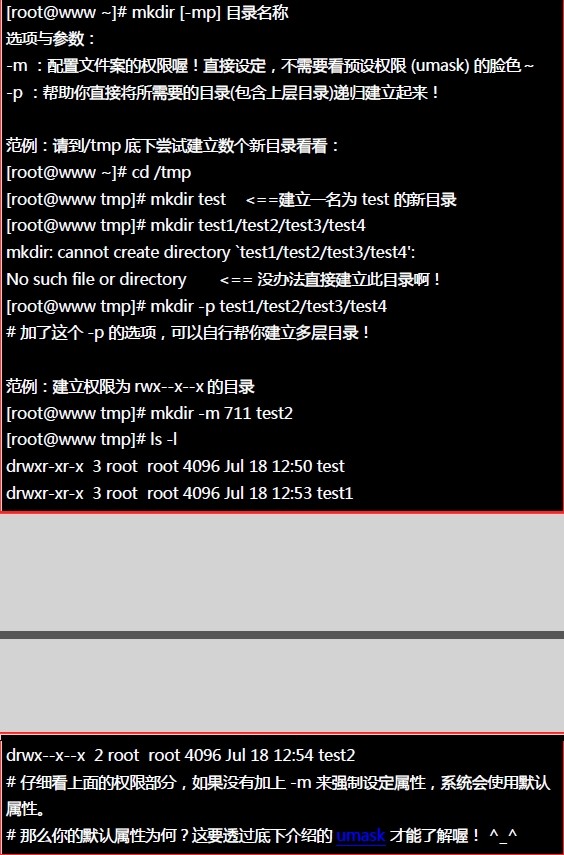 [root@www ~]# mkdir [-mp] 目录名称
选项与参数：
-m ：配置文件案的权限喔！直接设定，不需要看预设权限 (umask) 的脸色～
-p ：帮助你直接将所需要的目录(包含上层目录)递归建立起来！
范例：请到/tmp 底下尝试建立数个新目录看看：
[root@www ~]# cd /tmp
[root@www tmp]# mkdir test <==建立一名为 test 的新目录
[root@www tmp]# mkdir test1/test2/test3/test4
mkdir: cannot create directory `test1/test2/test3/test4':
No such file or directory <== 没办法直接建立此目录啊！
[root@www tmp]# mkdir -p test1/test2/test3/test4
# 加了这个 -p 的选项，可以自行帮你建立多层目录！
范例：建立权限为 rwx--x--x 的目录
[root@www tmp]# mkdir -m 711 test2
[root@www tmp]# ls -l
drwxr-xr-x 3 root root 4096 Jul 18 12:50 test
drwxr-xr-x 3 root root 4096 Jul 18 12:53 test1
drwx--x--x 2 root root 4096 Jul 18 12:54 test2
# 仔细看上面的权限部分，如果没有加上 -m 来强制设定属性，系统会使用默认
属性。
# 那么你的默认属性为何？这要透过底下介绍的 umask 才能了解喔！ ^_^